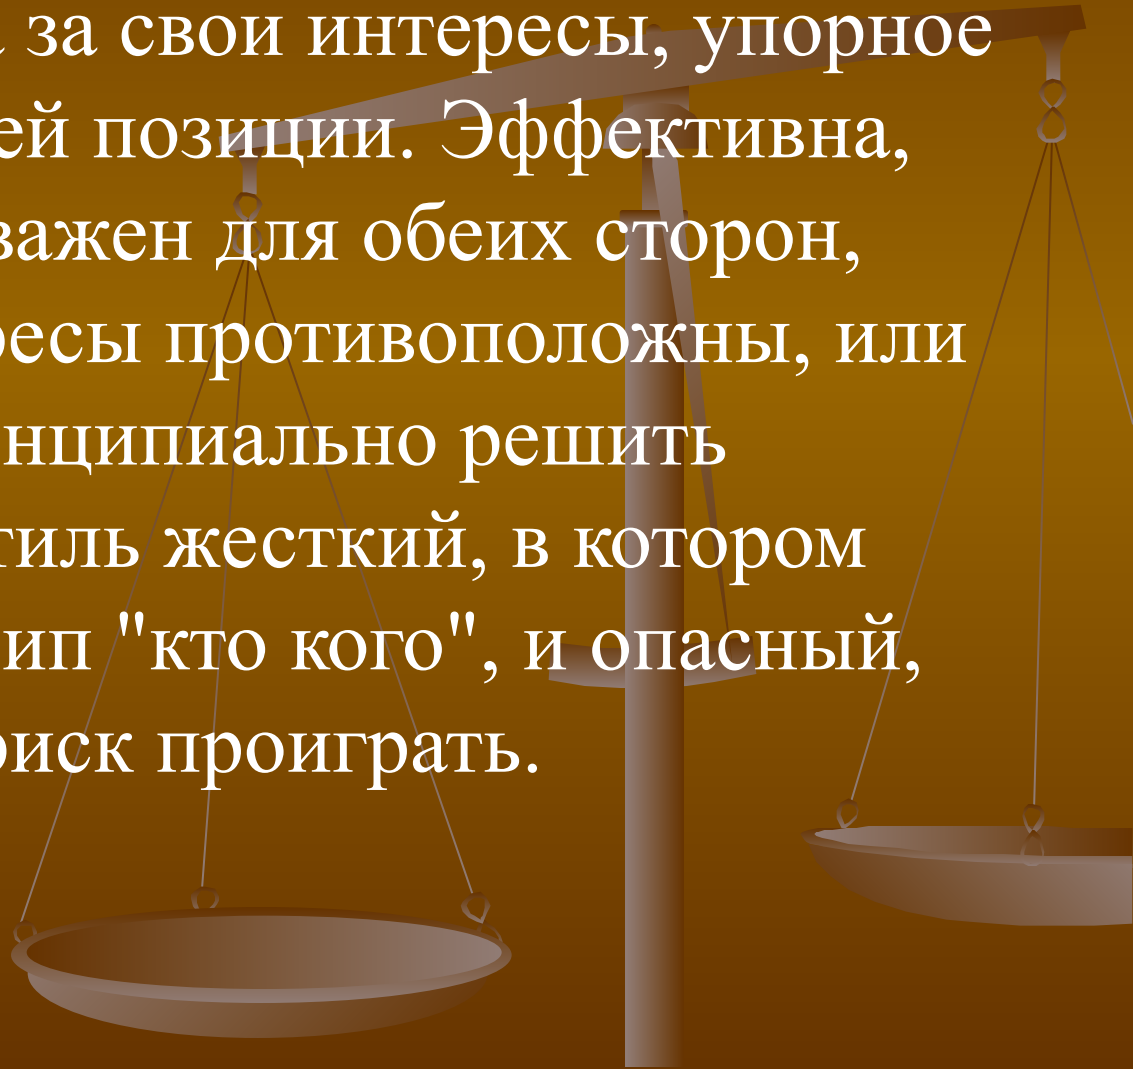 за свои интересы, упорное
ей позиции. Эффективна,
важен для обеих сторон,
ресы противоположны, или
нципиально решить
тиль жесткий, в котором
ип "кто кого", и опасный,
риск проиграть.